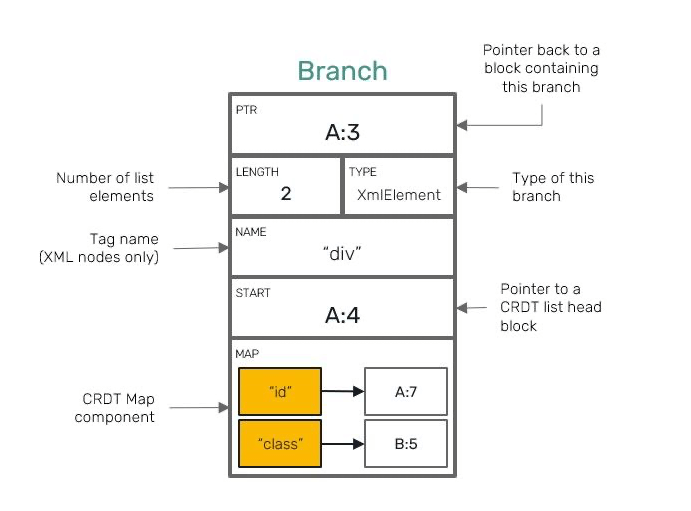 Branch
Pointer back to a
block containing
this branch
PTR
A:3
Number of list
elements
LENGTH
2
TYPE
XmlElement
Type of this
branch
Tag name
(XML nodes only)
NAME
“div”
START
A:4
Pointer to a
CRDT list head
block
MAP
CRDT Map
component
“id”
A:7
“class”
B:5